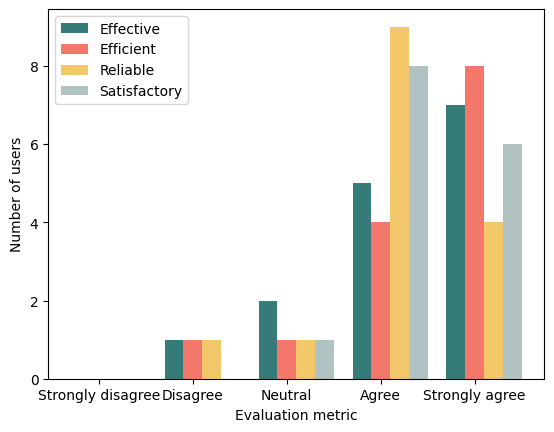 Effective
Efficient
Reliable
Satisfactory
Number of users
8
6
4
2
0
Strongly disagree Disagree Neutral Agree Strongly agree
Evaluation metric